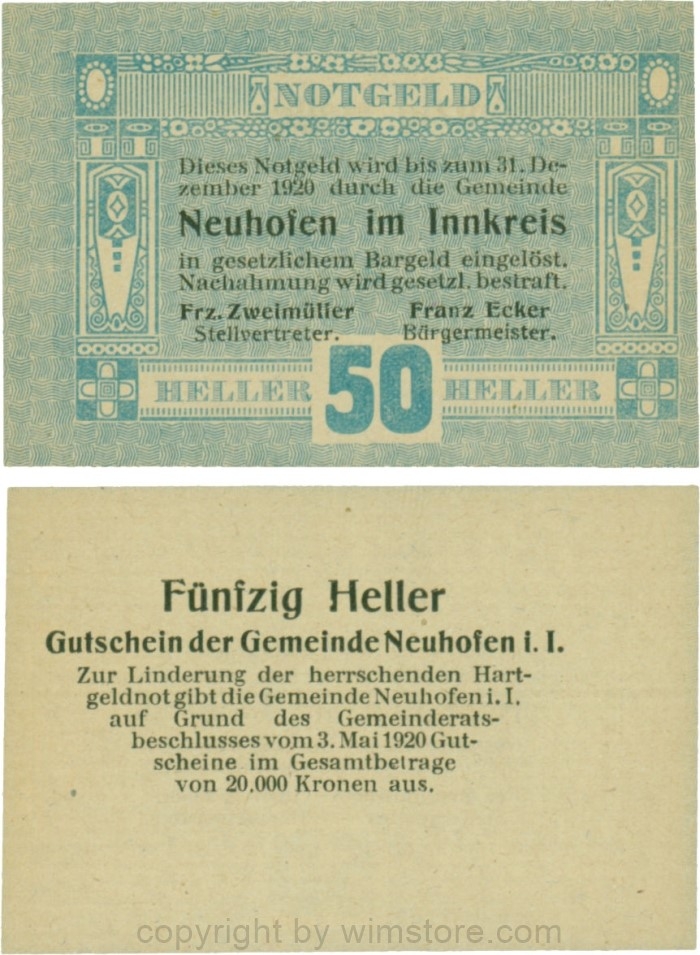 NOTGELD
Dieses Notgeld wird bis zum 31. De-
zember 1920 durch die Gemeinde
Neuhofen im Innkreis
in gesetzlichem Bargeld eingelöst.
Nachahmung wird gesetzl. bestraft.
Frz. Zweimüller Franz Ecker
Stellvertreter. Bürgermeister.
HELLER 50 HELLER
Fünfzig Heller
Gutschein der Gemeinde Neuhofen i. I.
Zur Linderung der herrschenden Hart-
geldnot gibt die Gemeinde Neuhofen i. I.
auf Grund des Gemeinderats-
beschlusses vom 3. Mai 1920 Gut-
scheine im Gesamtbetrage
von 20.000 Kronen aus.
copyright by wimstore.com